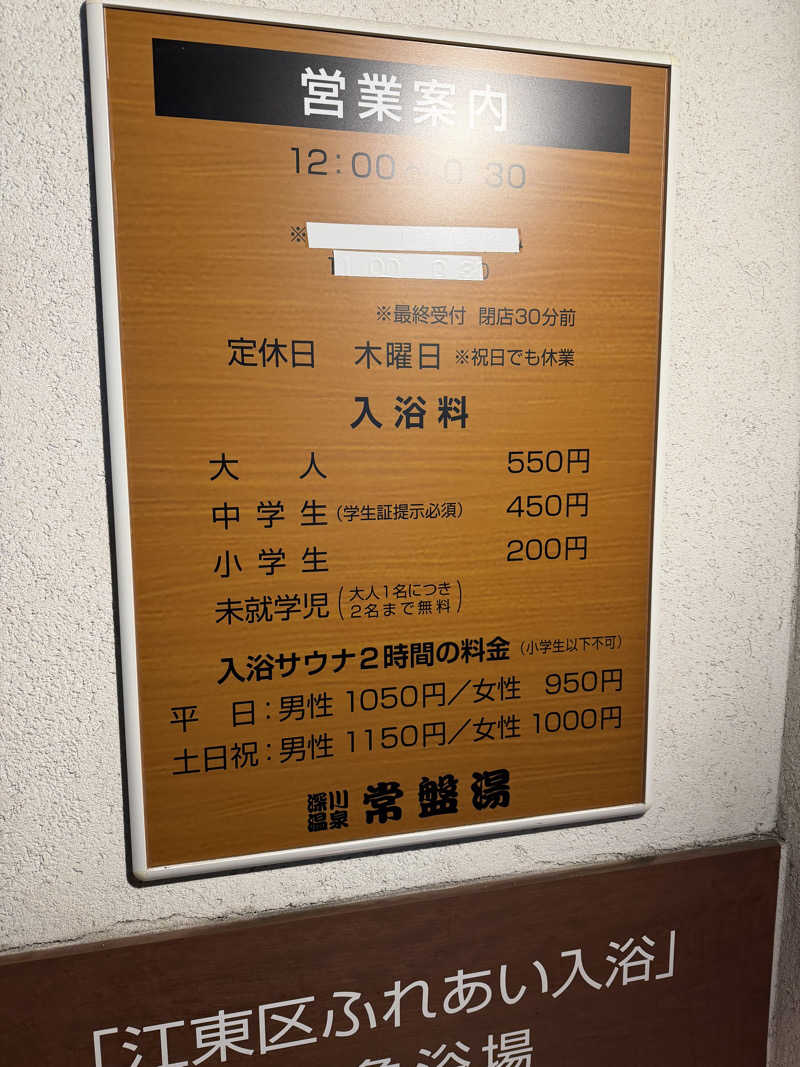 営業案内
12:00～0:30
※
11:00 0:30
※最終受付 閉店30分前
定休日 木曜日 ※祝日でも休業
入浴料
大人 550円
中学生(学生証提示必須) 450円
小学生 200円
未就学児(大人1名につき
2名まで無料)
入浴サウナ2時間の料金(小学生以下不可)
平日:男性 1050円/女性 950円
土日祝:男性 1150円/女性 1000円
深川
温泉 常盤湯
「江東区ふれあい入浴」
浴場